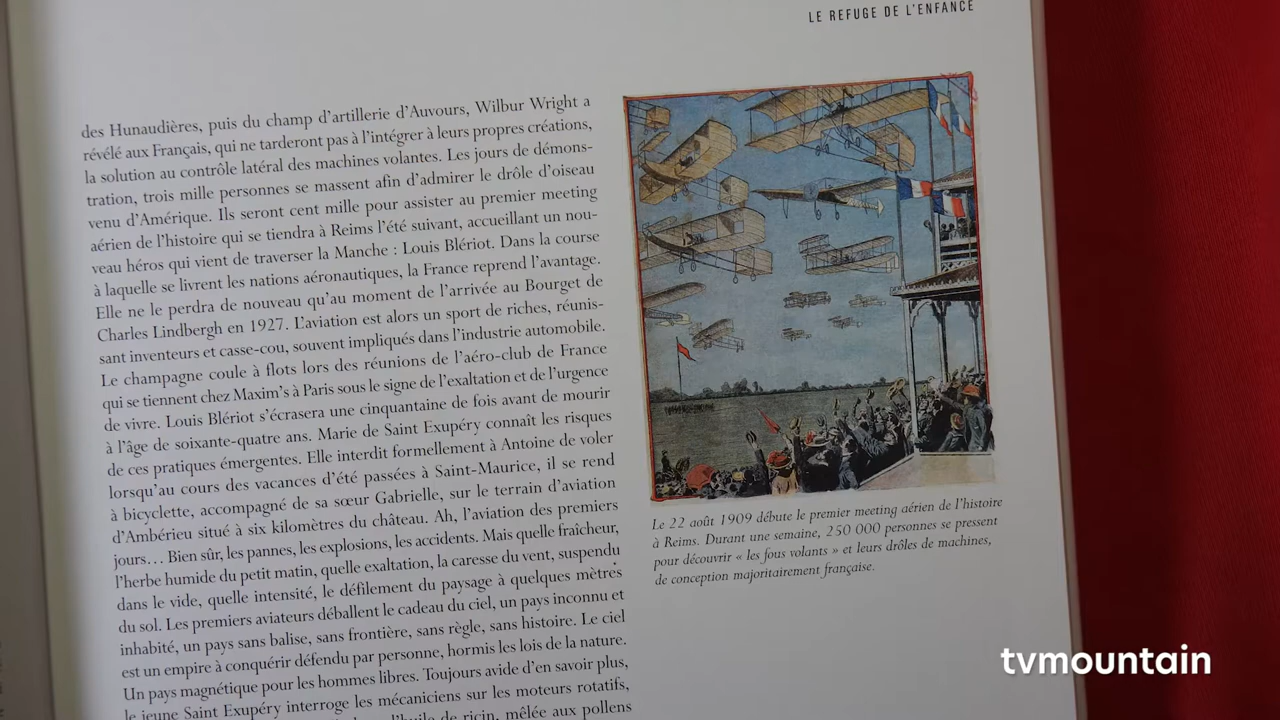 LE REFUGE DE L'ENFANCE
des Hunaudières, puis du champ d'artillerie d'Auvours, Wilbur Wright a
révélé aux Français, qui ne tarderont pas à l'intégrer à leurs propres créations,
la solution au contrôle latéral des machines volantes. Les jours de démons-
tration, trois mille personnes se massent afin d'admirer le drôle d'oiseau
venu d'Amérique. Ils seront cent mille pour assister au premier meeting
aérien de l'histoire qui se tiendra à Reims l'été suivant, accueillant un nou-
veau héros qui vient de traverser la Manche : Louis Blériot. Dans la course
à laquelle se livrent les nations aéronautiques, la France reprend l'avantage.
Elle ne le perdra de nouveau qu'au moment de l'arrivée au Bourget de
Charles Lindbergh en 1927. L'aviation est alors un sport de riches, réunis-
sant inventeurs et casse-cou, souvent impliqués dans l'industrie automobile.
Le champagne coule à flots lors des réunions de l'aéro-club de France
qui se tiennent chez Maxim's à Paris sous le signe de l'exaltation et de l'urgence
de vivre. Louis Blériot s'écrasera une cinquantaine de fois avant de mourir
à l'âge de soixante-quatre ans. Marie de Saint Exupéry connaît les risques
de ces pratiques émergentes. Elle interdit formellement à Antoine de voler
lorsqu'au cours des vacances d'été passées à Saint-Maurice, il se rend
à bicyclette, accompagné de sa sœur Gabrielle, sur le terrain d'aviation
d'Ambérieu situé à six kilomètres du château. Ah, l'aviation des premiers
jours… Bien sûr, les pannes, les explosions, les accidents. Mais quelle fraîcheur,
l'herbe humide du petit matin, quelle exaltation, la caresse du vent, suspendu
dans le vide, quelle intensité, le défilement du paysage à quelques mètres
du sol. Les premiers aviateurs déballent le cadeau du ciel, un pays inconnu et
inhabité, un pays sans balise, sans frontière, sans règle, sans histoire. Le ciel
est un empire à conquérir défendu par personne, hormis les lois de la nature.
Un pays magnétique pour les hommes libres. Toujours avide d'en savoir plus,
le jeune Saint Exupéry interroge les mécaniciens sur les moteurs rotatifs,
l'huile de ricin, mêlée aux pollens
Le 22 août 1909 débute le premier meeting aérien de l'histoire
à Reims. Durant une semaine, 250 000 personnes se pressent
pour découvrir « les fous volants » et leurs drôles de machines,
de conception majoritairement française.
tvmountain